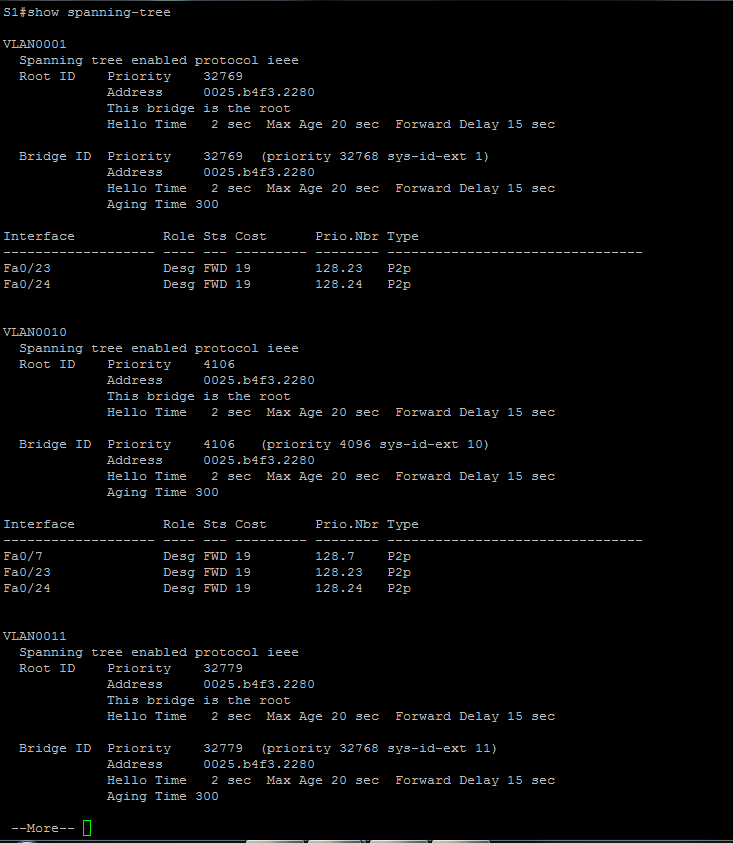 S1#show spanning-tree
VLAN0001
  Spanning tree enabled protocol ieee
  Root ID    Priority    32769
             Address     0025.b4f3.2280
             This bridge is the root
             Hello Time   2 sec  Max Age 20 sec  Forward Delay 15 sec
  Bridge ID  Priority    32769  (priority 32768 sys-id-ext 1)
             Address     0025.b4f3.2280
             Hello Time   2 sec  Max Age 20 sec  Forward Delay 15 sec
             Aging Time 300
Interface           Role Sts Cost      Prio.Nbr Type
------------------- ---- --- --------- -------- --------------------------------
Fa0/23              Desg FWD 19        128.23   P2p
Fa0/24              Desg FWD 19        128.24   P2p
VLAN0010
  Spanning tree enabled protocol ieee
  Root ID    Priority    4106
             Address     0025.b4f3.2280
             This bridge is the root
             Hello Time   2 sec  Max Age 20 sec  Forward Delay 15 sec
  Bridge ID  Priority    4106   (priority 4096 sys-id-ext 10)
             Address     0025.b4f3.2280
             Hello Time   2 sec  Max Age 20 sec  Forward Delay 15 sec
             Aging Time 300
Interface           Role Sts Cost      Prio.Nbr Type
------------------- ---- --- --------- -------- --------------------------------
Fa0/7               Desg FWD 19        128.7    P2p
Fa0/23              Desg FWD 19        128.23   P2p
Fa0/24              Desg FWD 19        128.24   P2p
VLAN0011
  Spanning tree enabled protocol ieee
  Root ID    Priority    32779
             Address     0025.b4f3.2280
             This bridge is the root
             Hello Time   2 sec  Max Age 20 sec  Forward Delay 15 sec
  Bridge ID  Priority    32779  (priority 32768 sys-id-ext 11)
             Address     0025.b4f3.2280
             Hello Time   2 sec  Max Age 20 sec  Forward Delay 15 sec
             Aging Time 300
 --More--